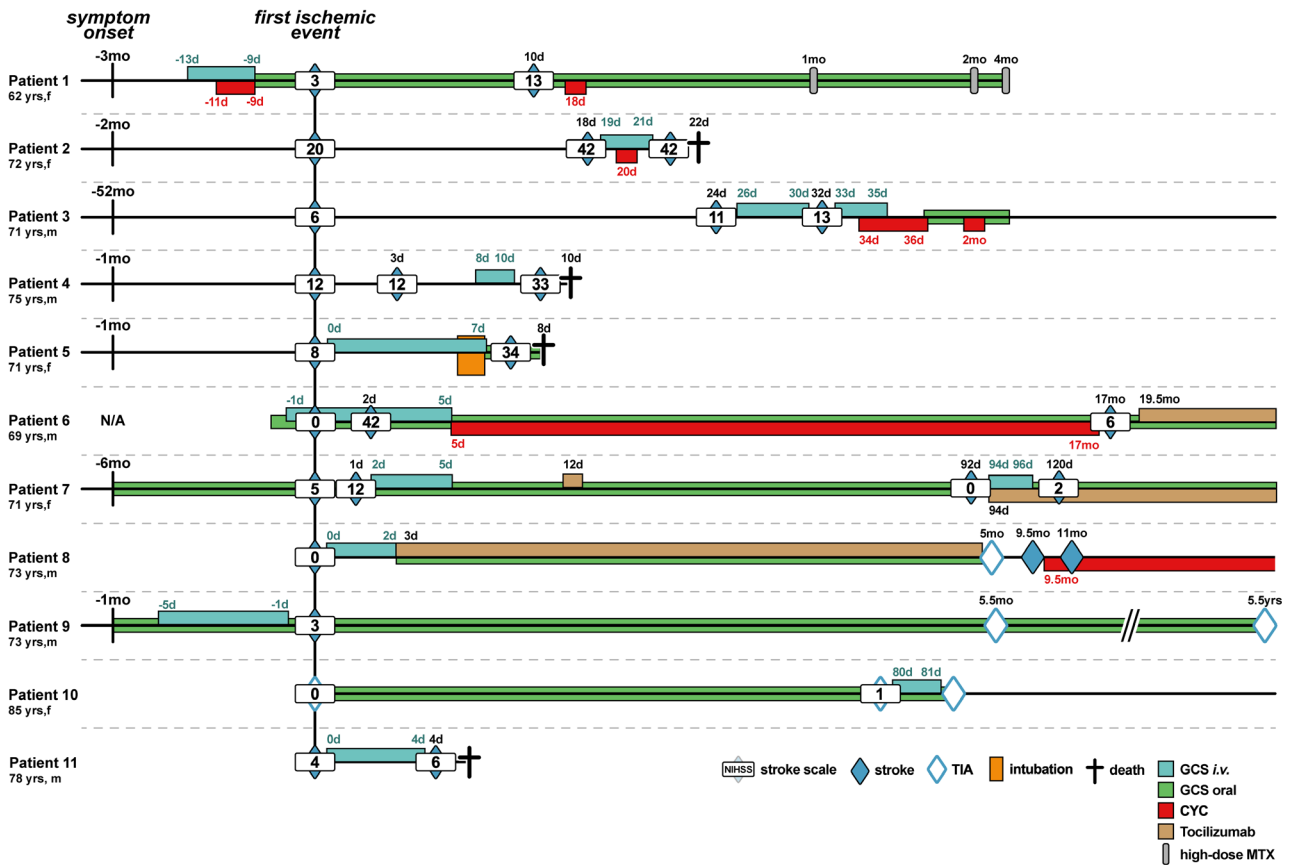 symptom onset
first ischemic event
-3mo
Patient 1
62 yrs,f
-13d -9d
-11d -9d
3
10d
13
18d
1mo
2mo
4mo
-2mo
Patient 2
72 yrs,f
20
18d
42
19d 21d
20d
42
22d
-52mo
Patient 3
71 yrs,m
6
24d
11
26d 30d
32d
13
33d 35d
34d 36d
2mo
-1mo
Patient 4
75 yrs,m
12
3d
12
8d 10d
33
10d
-1mo
Patient 5
71 yrs,f
8
0d
7d
34
8d
Patient 6
69 yrs,m
N/A
-1d
0
2d
42
5d
5d
17mo
17mo
6
19.5mo
-6mo
Patient 7
71 yrs,f
5
1d
12
2d 5d
12d
92d
0
94d 96d
94d
120d
2
Patient 8
73 yrs,m
0
0d 2d
3d
5mo
9.5mo
9.5mo
11mo
-1mo
Patient 9
73 yrs,m
-5d -1d
3
5.5mo
5.5yrs
Patient 10
85 yrs,f
0
1
80d 81d
Patient 11
78 yrs, m
4
0d 4d
4d
6
NIHSS stroke scale
stroke
TIA
intubation
death
GCS i.v.
GCS oral
CYC
Tocilizumab
high-dose MTX